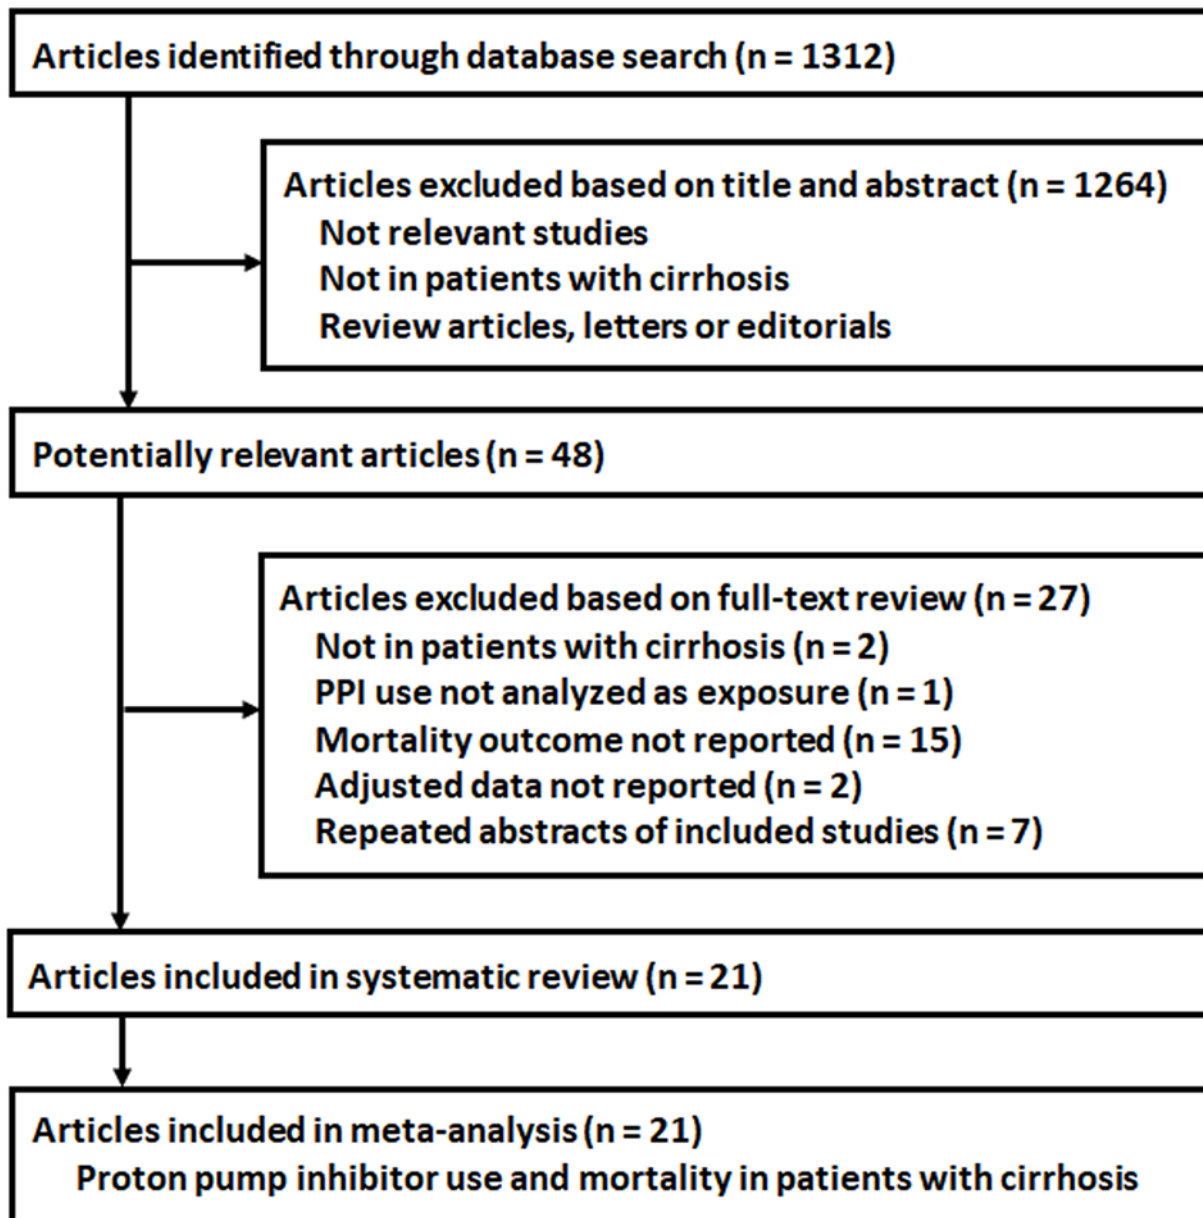 Articles identified through database search (n = 1312)
Articles excluded based on title and abstract (n = 1264)
Not relevant studies
Not in patients with cirrhosis
Review articles, letters or editorials
Potentially relevant articles (n = 48)
Articles excluded based on full-text review (n = 27)
Not in patients with cirrhosis (n = 2)
PPI use not analyzed as exposure (n = 1)
Mortality outcome not reported (n = 15)
Adjusted data not reported (n = 2)
Repeated abstracts of included studies (n = 7)
Articles included in systematic review (n = 21)
Articles included in meta-analysis (n = 21)
Proton pump inhibitor use and mortality in patients with cirrhosis